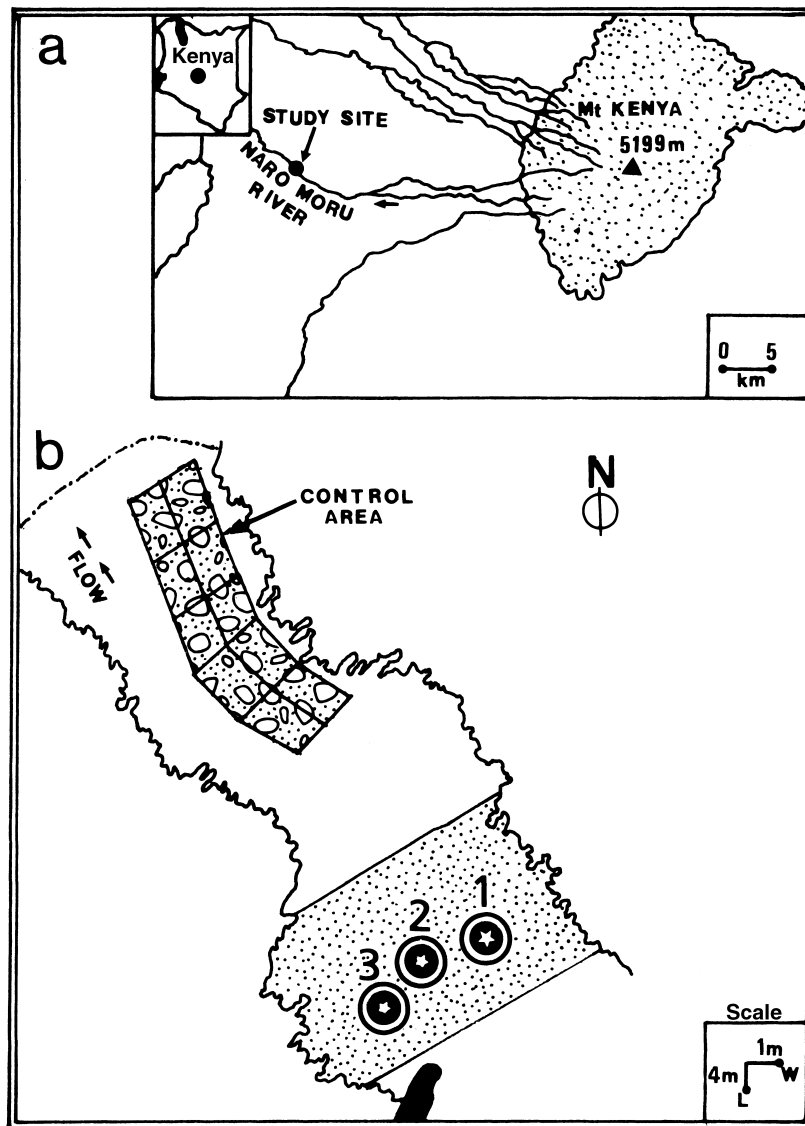 a
Kenya
STUDY SITE
NARO MORU
RIVER
Mt KENYA
5199m
0 5
km
b
CONTROL
AREA
N
FLOW
1
2
3
Scale
1m
4m
W
L